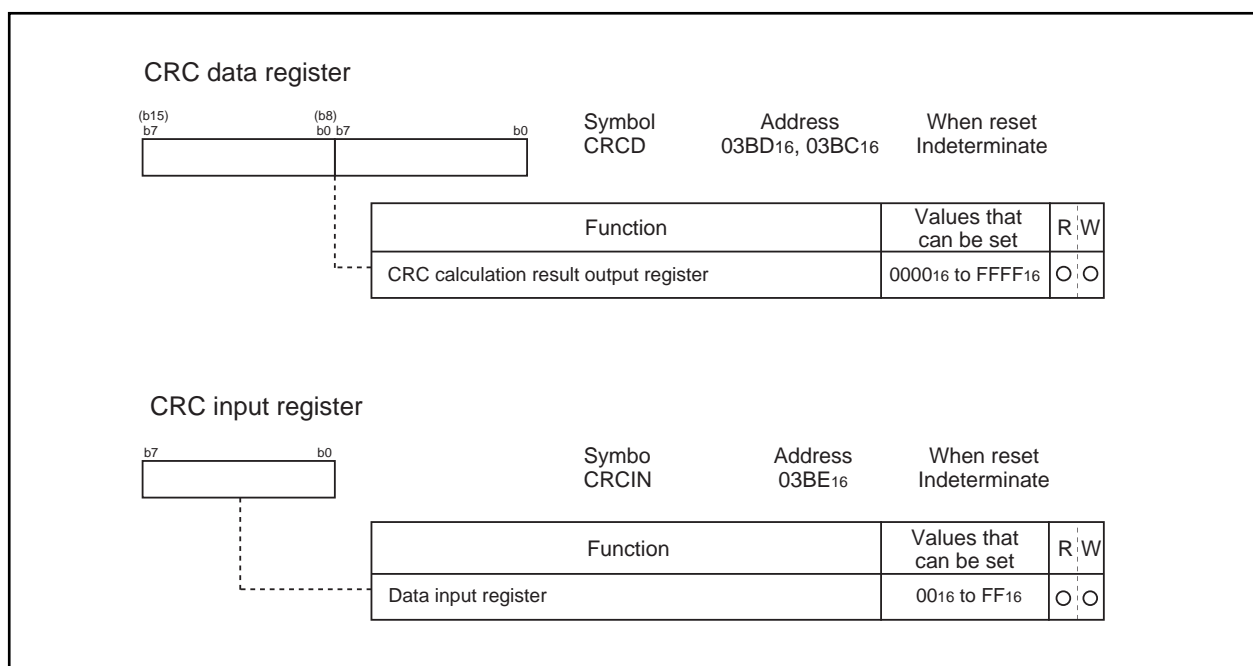 CRC data register
(b15) (b8)
b7 b0 b7 b0
Symbol Address When reset
CRCD 03BD16, 03BC16 Indeterminate
Function Values that can be set R W
CRC calculation result output register 000016 to FFFF16 O O
CRC input register
b7 b0
Symbo Address When reset
CRCIN 03BE16 Indeterminate
Function Values that can be set R W
Data input register 0016 to FF16 O O